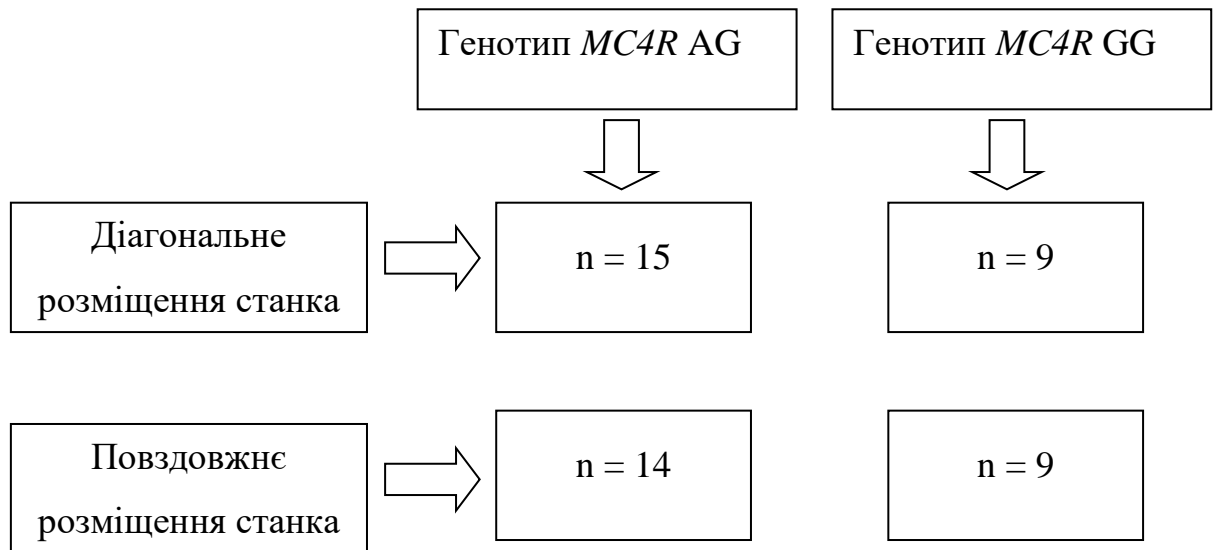 Генотип MC4R AG
Генотип MC4R GG
Діагональне
розміщення станка
n = 15
n = 9
Повздовжнє
розміщення станка
n = 14
n = 9